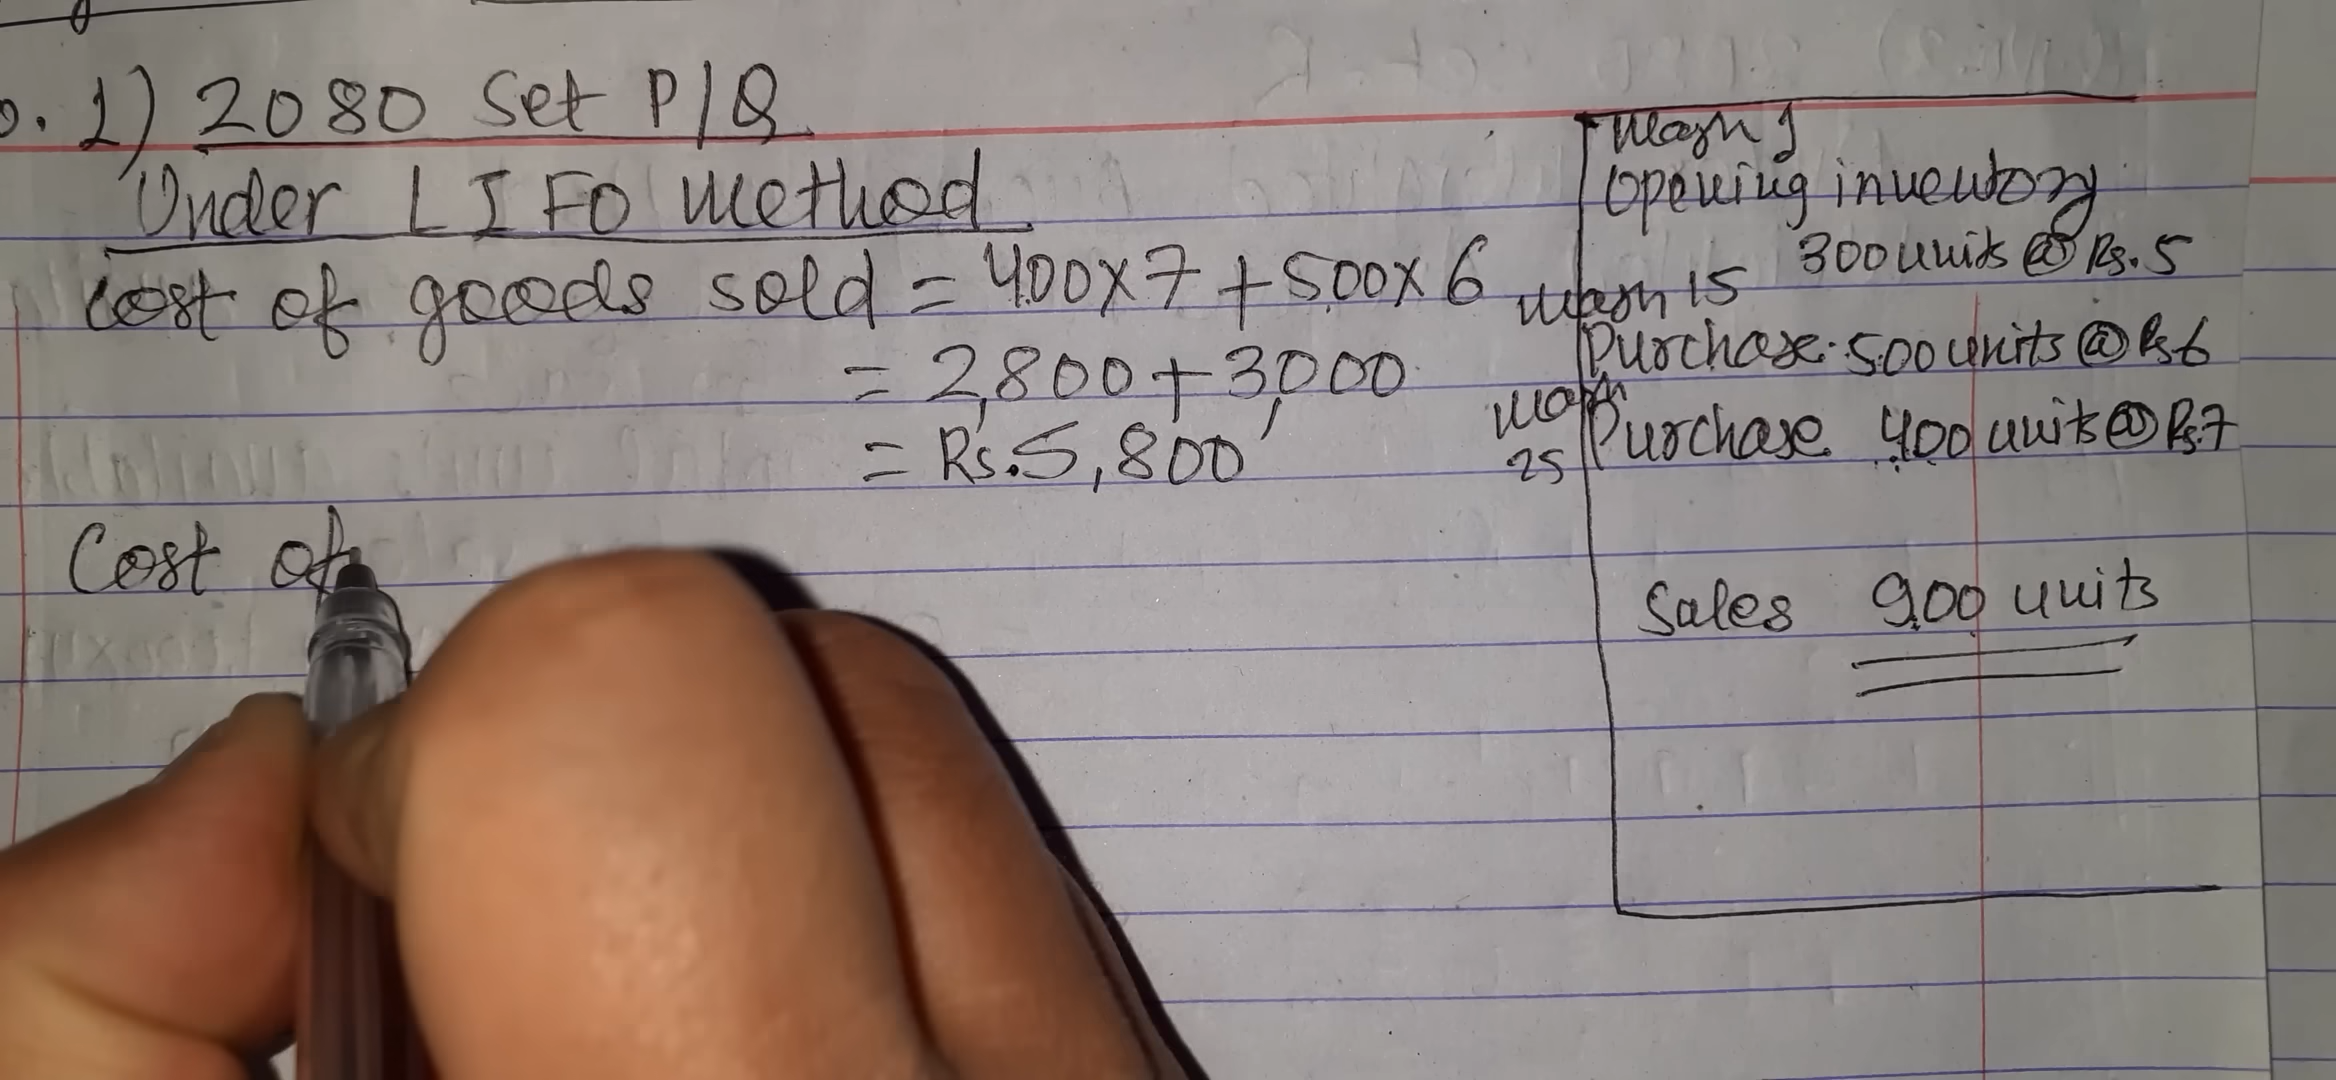 1) 2080 Set P/Q
Under LIFO method
Cost of goods sold = 400×7 + 500×6
= 2,800 + 3,000
= Rs. 5,800
Cost of
1
Opening inventory
300 units @ Rs. 5
15
Purchase 500 units @ Rs 6
25
Purchase 400 units @ Rs. 7
Sales 900 units